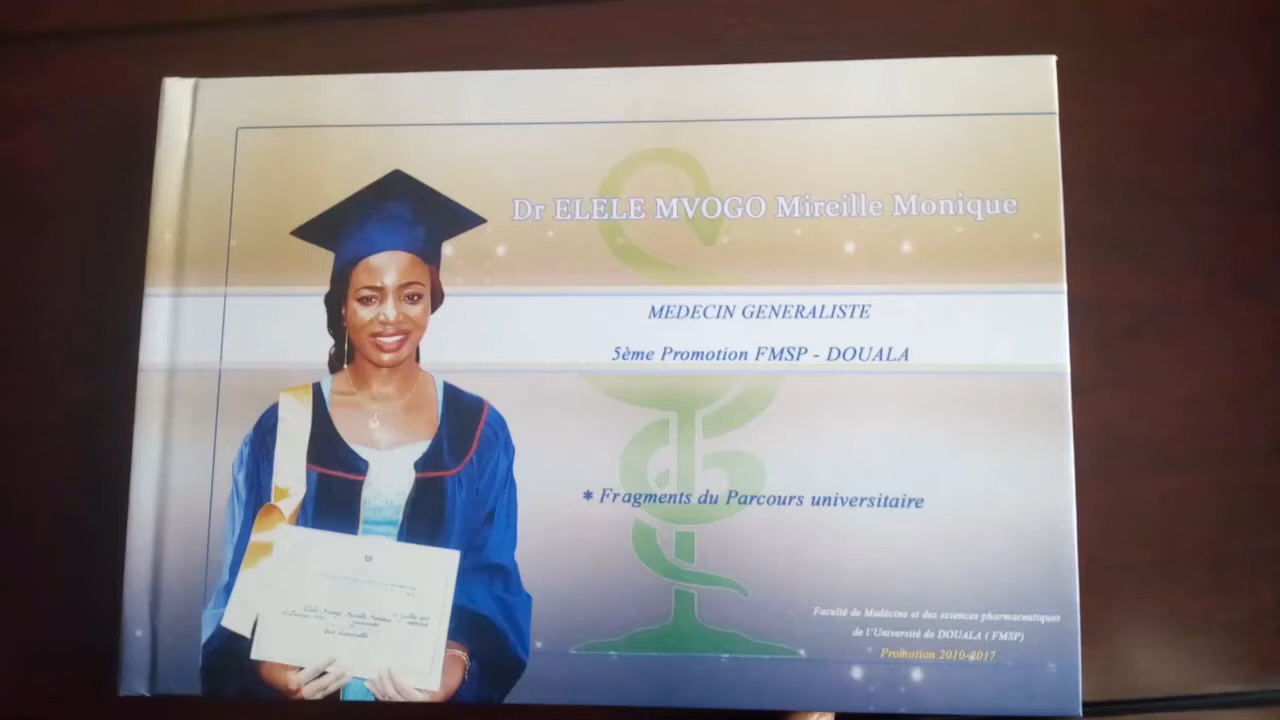 Dr ELELE MVOGO Mireille Monique
MEDECIN GENERALISTE
5ème Promotion FMSP - DOUALA
* Fragments du Parcours universitaire
Faculté de Medécine et des sciences pharmaceutiques
de l'Université de DOUALA ( FMSP)
Promotion 2010-2017